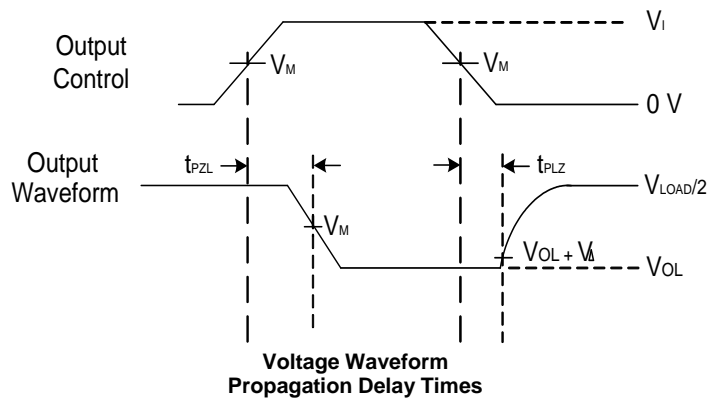 Output
Control
VM
VM
VI
0 V
Output
Waveform
tPZL
tPLZ
VM
VLOAD/2
VOL + VΔ
VOL
Voltage Waveform
Propagation Delay Times